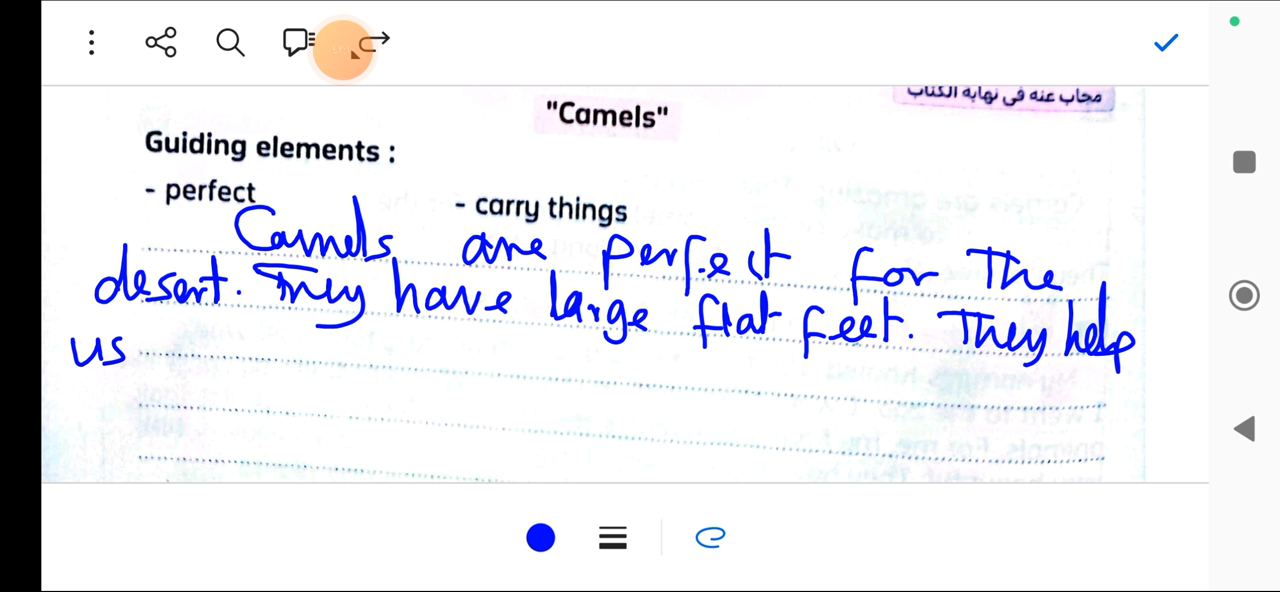 مجاب عنه في نهاية الكتاب
"Camels"
Guiding elements :
- perfect - carry things
Camels are perfect for The
desert. They have large flat feet. They help
us